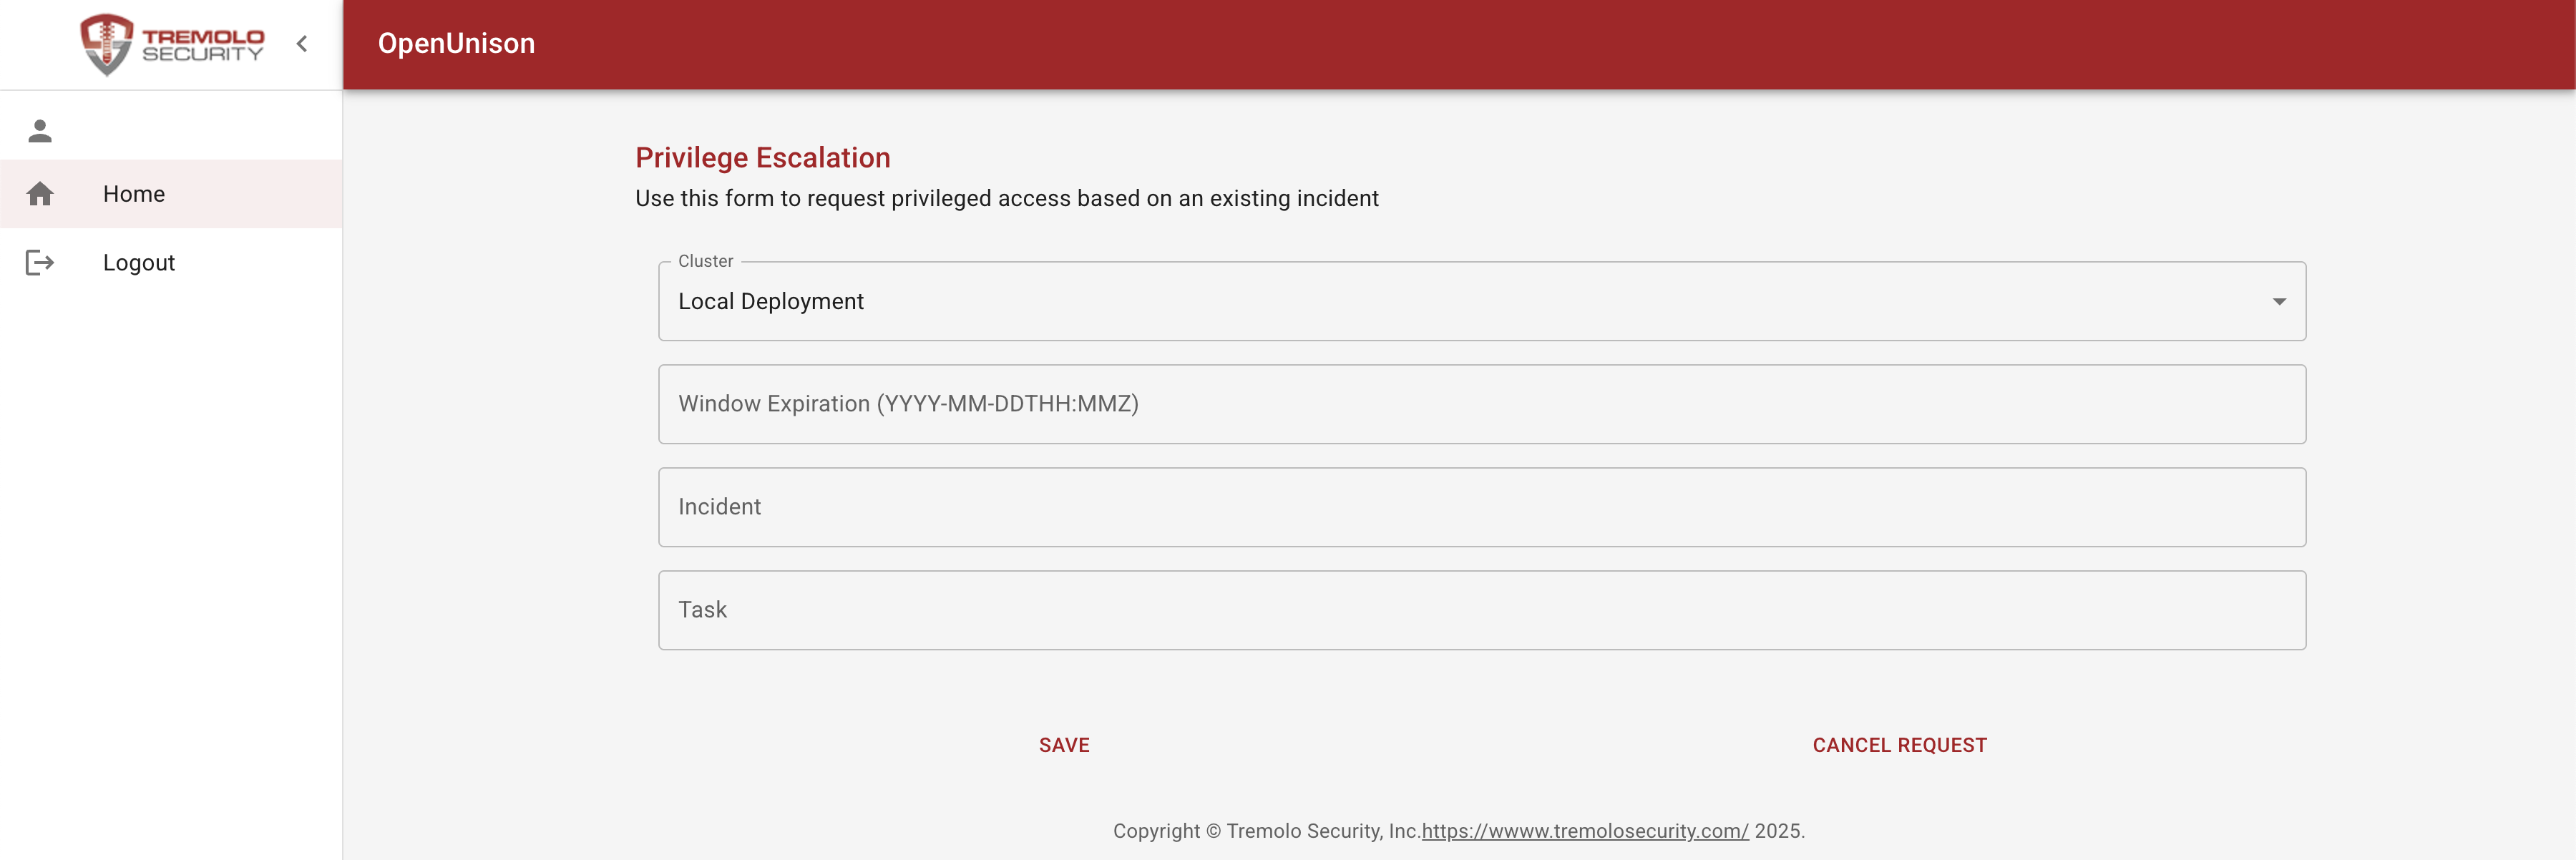 TREMOLO
SECURITY
OpenUnison
Home
Logout
Privilege Escalation
Use this form to request privileged access based on an existing incident
Cluster
Local Deployment
Window Expiration (YYYY-MM-DDTHH:MMZ)
Incident
Task
SAVE
CANCEL REQUEST
Copyright © Tremolo Security, Inc.https://wwww.tremolosecurity.com/ 2025.